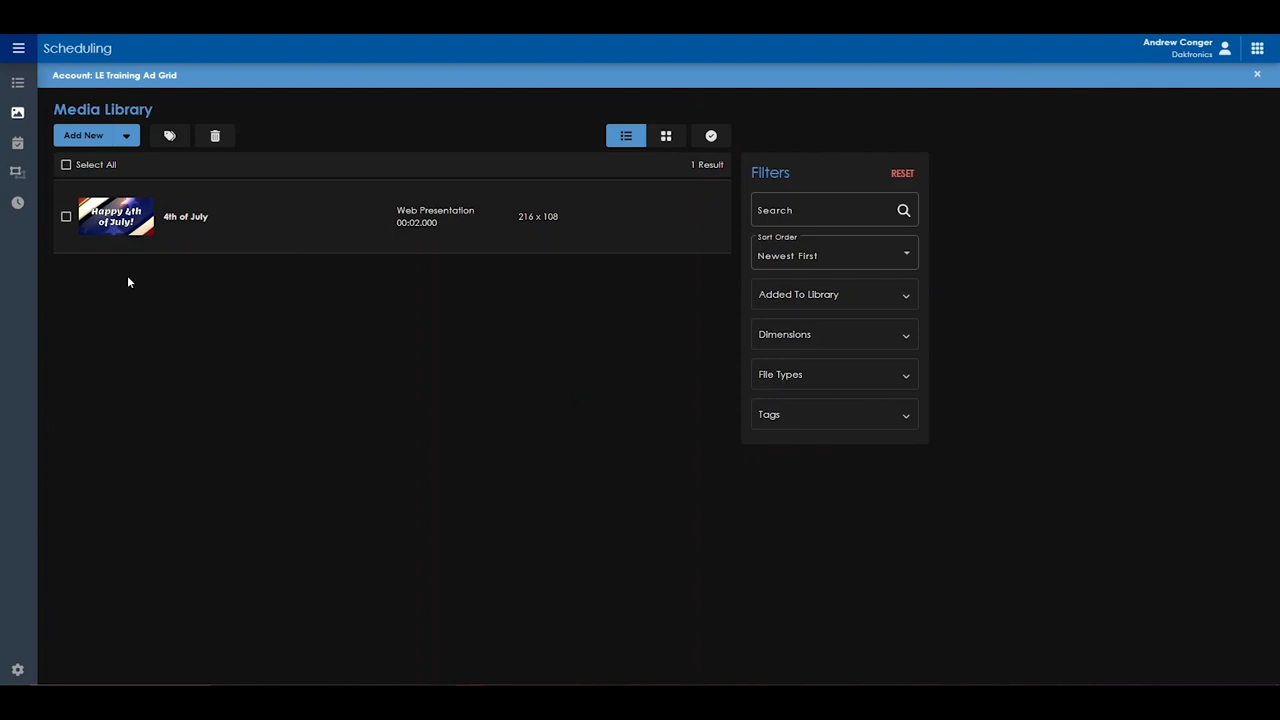 Scheduling
Andrew Conger
Daktronics
Account: LE Training Ad Grid
Media Library
Add New
Select All
1 Result
Happy 4th
of July!
4th of July
Web Presentation
00:02.000
216 x 108
Filters
RESET
Search
Sort Order
Newest First
Added To Library
Dimensions
File Types
Tags